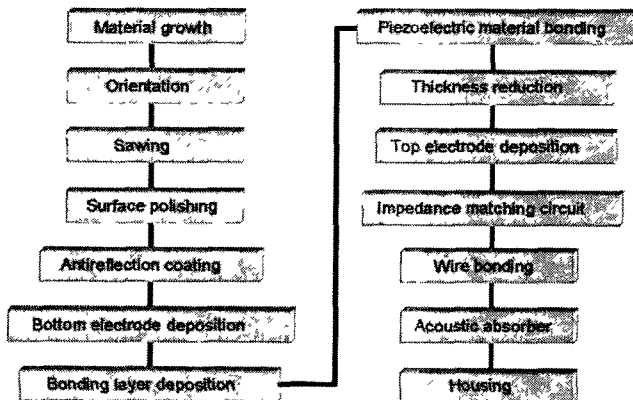 Material growth
Orientation
Sawing
Surface polishing
Antireflection coating
Bottom electrode deposition
Bonding layer deposition
Piezoelectric material bonding
Thickness reduction
Top electrode deposition
Impedance matching circuit
Wire bonding
Acoustic absorber
Housing